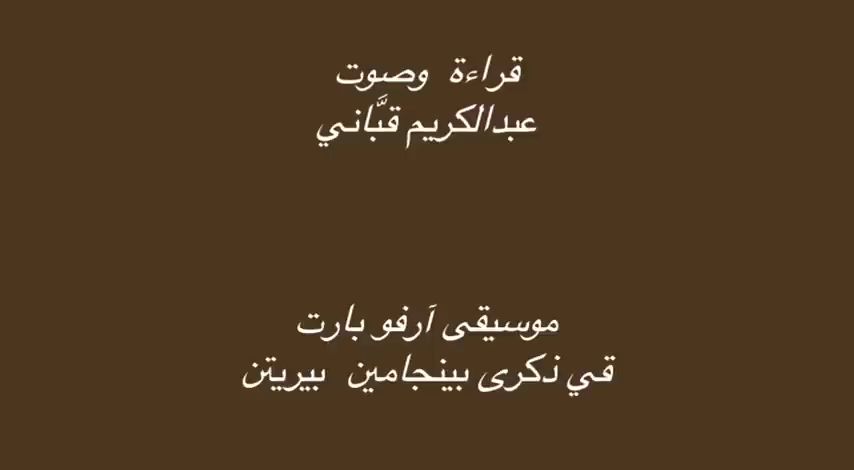 قراءة وصوت
عبدالكريم قبَّاني
موسيقى آرفو بارت
قي ذكرى بينجامين بيريتن